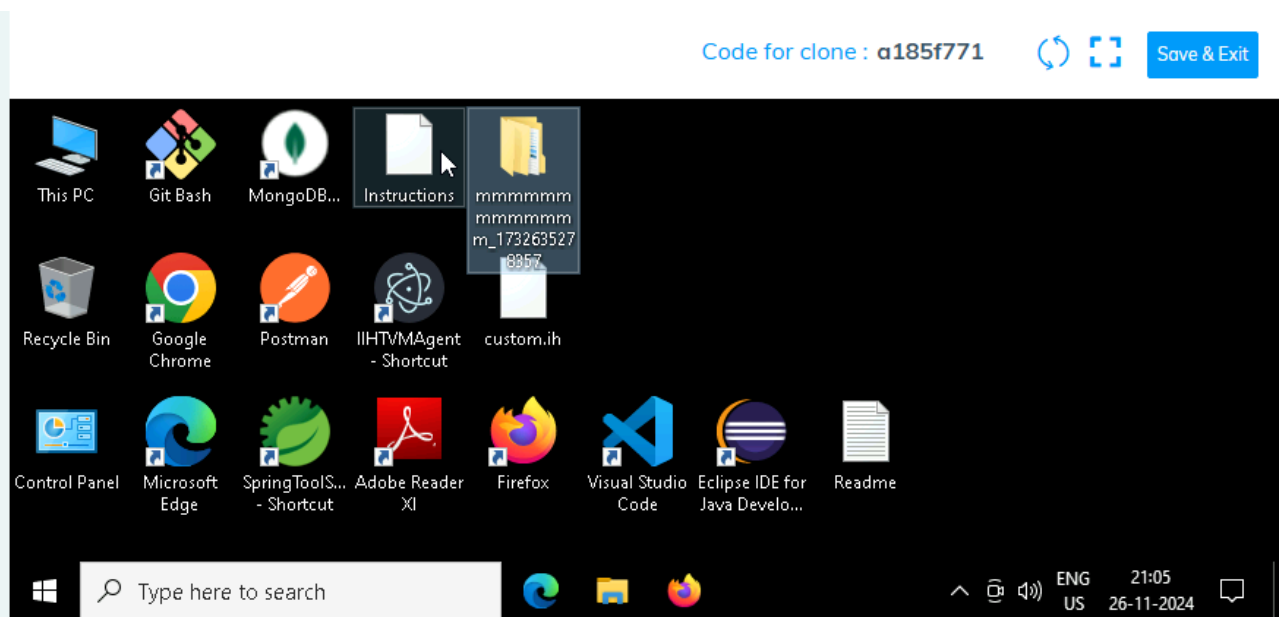 Code for clone : a185f771
Save & Exit
This PC
Git Bash
MongoDB...
Instructions
mmmmmmm
mmmmmmm
m_173263527
8357
Recycle Bin
Google
Chrome
Postman
IIHTVMAgent
- Shortcut
custom.ih
Control Panel
Microsoft
Edge
SpringToolS...
- Shortcut
Adobe Reader
XI
Firefox
Visual Studio
Code
Eclipse IDE for
Java Develo...
Readme
Type here to search
ENG
US
21:05
26-11-2024